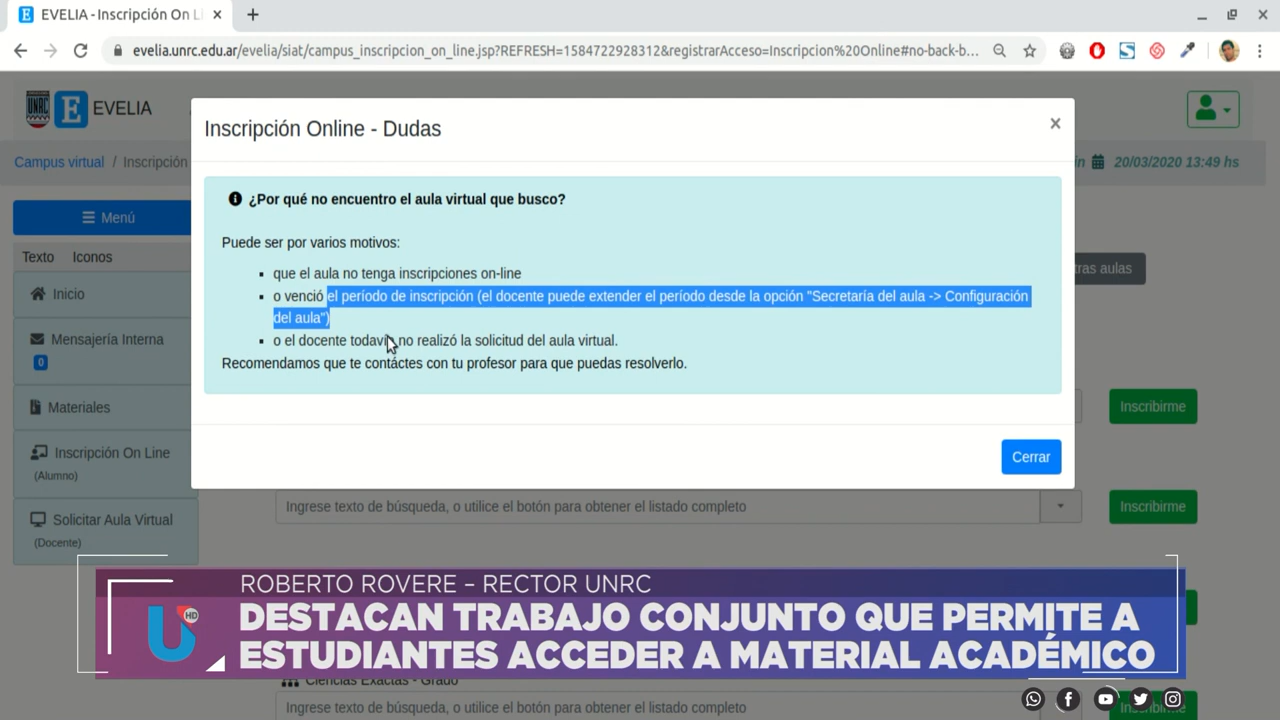 EVELIA - Inscripción On Li
evelia.unrc.edu.ar/evelia/siat/campus_inscripcion_on_line.jsp?REFRESH=1584722928312&registrarAcceso=Inscripcion%20Online#no-back-b...
UNRC E EVELIA
Inscripción Online - Dudas
×
Campus virtual / Inscripción
20/03/2020 13:49 hs
¿Por qué no encuentro el aula virtual que busco?
Menú
Puede ser por varios motivos:
Texto Iconos
tras aulas
que el aula no tenga inscripciones on-line
Inicio
o venció el período de inscripción (el docente puede extender el período desde la opción "Secretaría del aula -> Configuración
del aula")
Mensajería Interna
0
o el docente todavía no realizó la solicitud del aula virtual.
Recomendamos que te contáctes con tu profesor para que puedas resolverlo.
Materiales
Inscribirme
Inscripción On Line
(Alumno)
Cerrar
Ingrese texto de búsqueda, o utilice el botón para obtener el listado completo
Inscribirme
Solicitar Aula Virtual
(Docente)
ROBERTO ROVERE – RECTOR UNRC
U HD
DESTACAN TRABAJO CONJUNTO QUE PERMITE A
ESTUDIANTES ACCEDER A MATERIAL ACADÉMICO
Ciencias Exactas - Grado
Ingrese texto de búsqueda, o utilice el botón para obtener el listado completo
Inscribirme